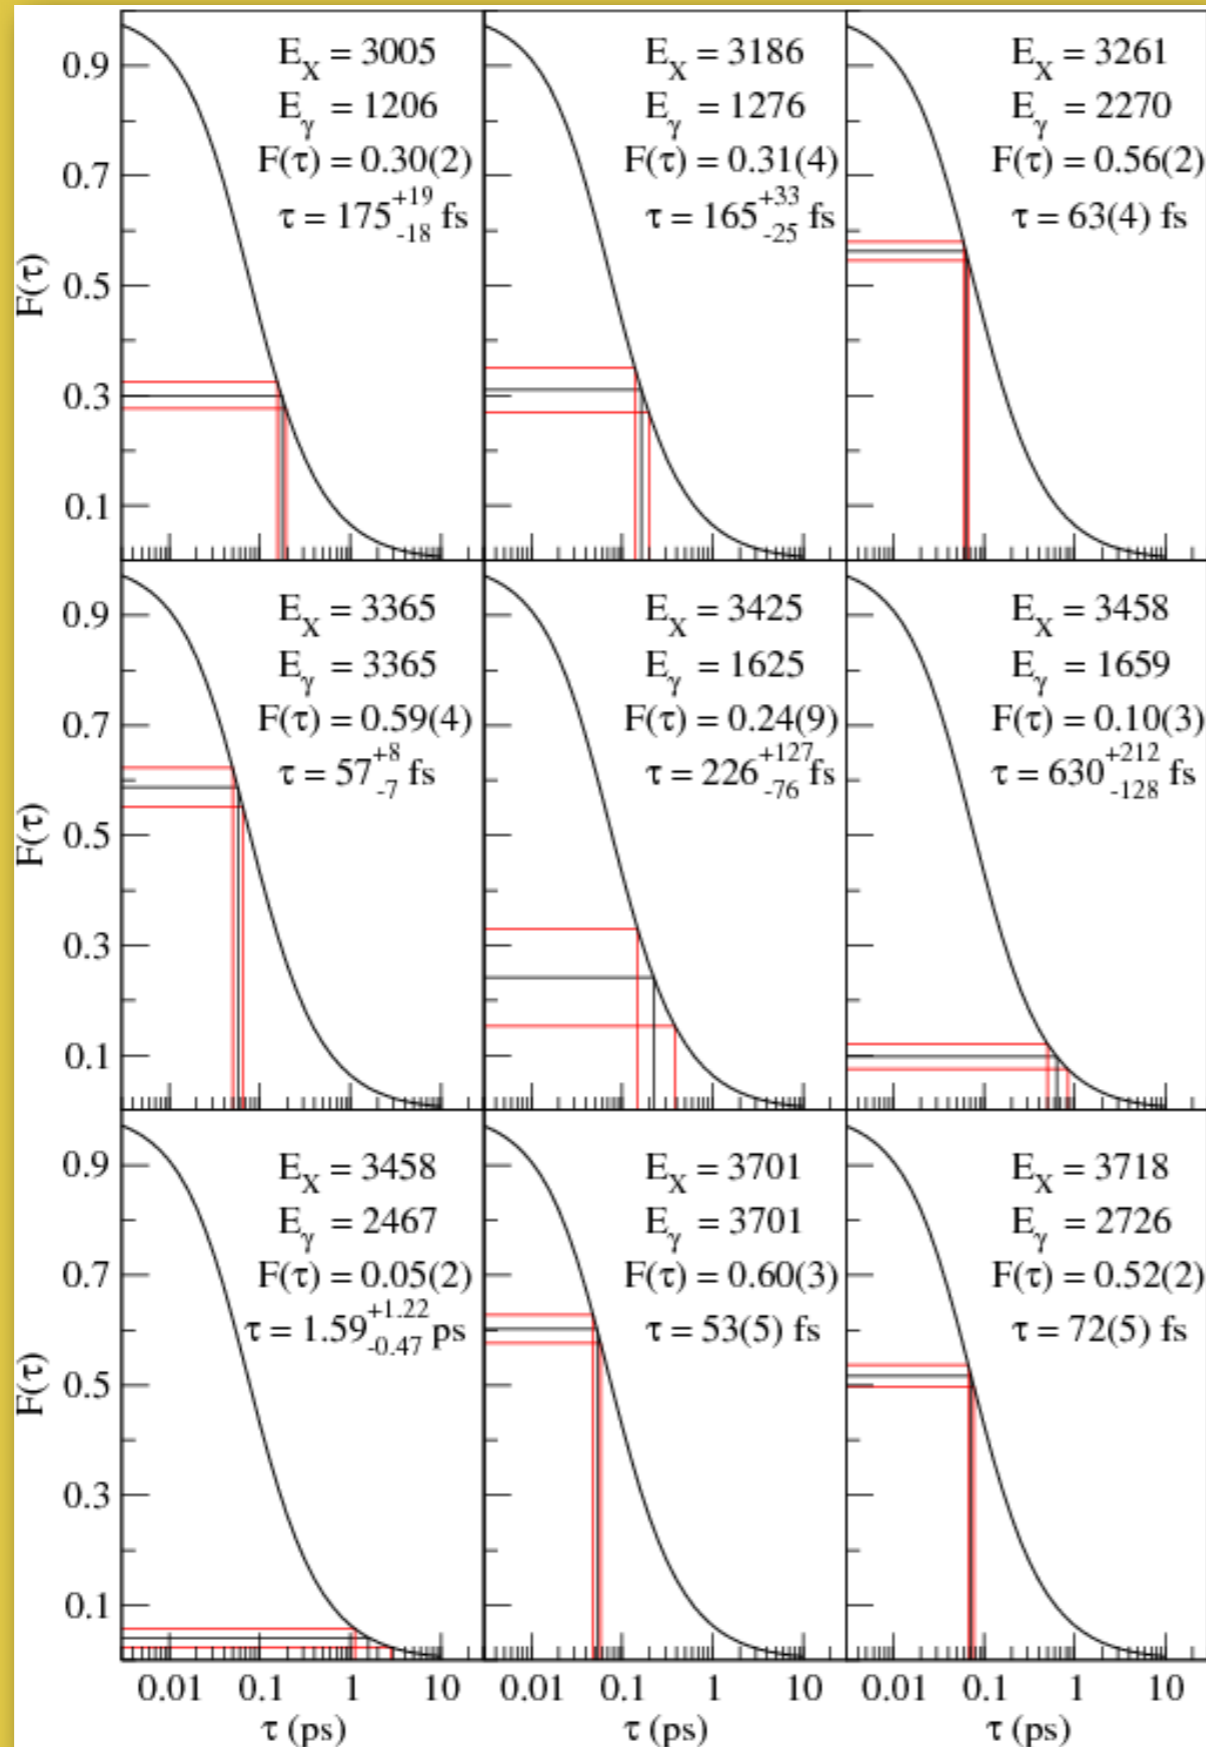 E_X = 3005
E_γ = 1206
F(τ) = 0.30(2)
τ = 175 +19 -18 fs
E_X = 3186
E_γ = 1276
F(τ) = 0.31(4)
τ = 165 +33 -25 fs
E_X = 3261
E_γ = 2270
F(τ) = 0.56(2)
τ = 63(4) fs
0.9
0.7
0.5
0.3
0.1
F(τ)
E_X = 3365
E_γ = 3365
F(τ) = 0.59(4)
τ = 57 +8 -7 fs
E_X = 3425
E_γ = 1625
F(τ) = 0.24(9)
τ = 226 +127 -76 fs
E_X = 3458
E_γ = 1659
F(τ) = 0.10(3)
τ = 630 +212 -128 fs
0.9
0.7
0.5
0.3
0.1
F(τ)
E_X = 3458
E_γ = 2467
F(τ) = 0.05(2)
τ = 1.59 +1.22 -0.47 ps
E_X = 3701
E_γ = 3701
F(τ) = 0.60(3)
τ = 53(5) fs
E_X = 3718
E_γ = 2726
F(τ) = 0.52(2)
τ = 72(5) fs
0.9
0.7
0.5
0.3
0.1
F(τ)
0.01 0.1 1 10
τ (ps)
0.01 0.1 1 10
τ (ps)
0.01 0.1 1 10
τ (ps)